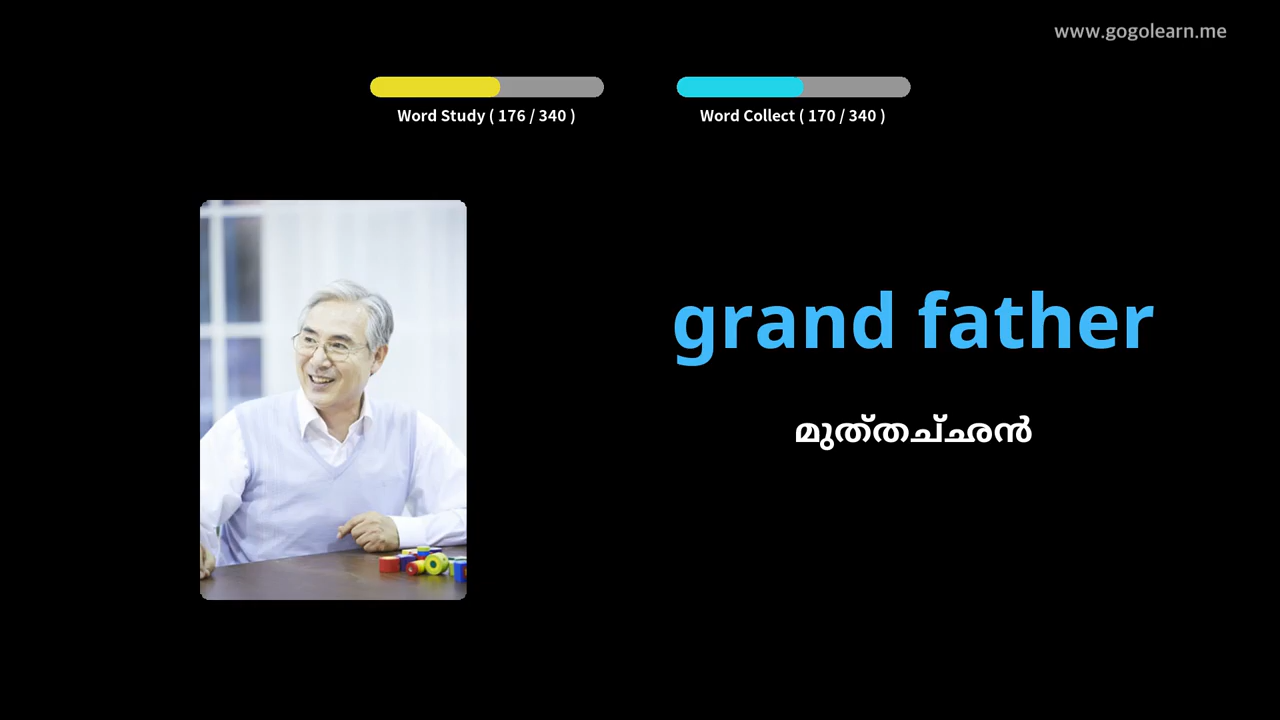 www.gogolearn.me
Word Study ( 176 / 340 )
Word Collect ( 170 / 340 )
grand father
മുത്തച്ഛൻ